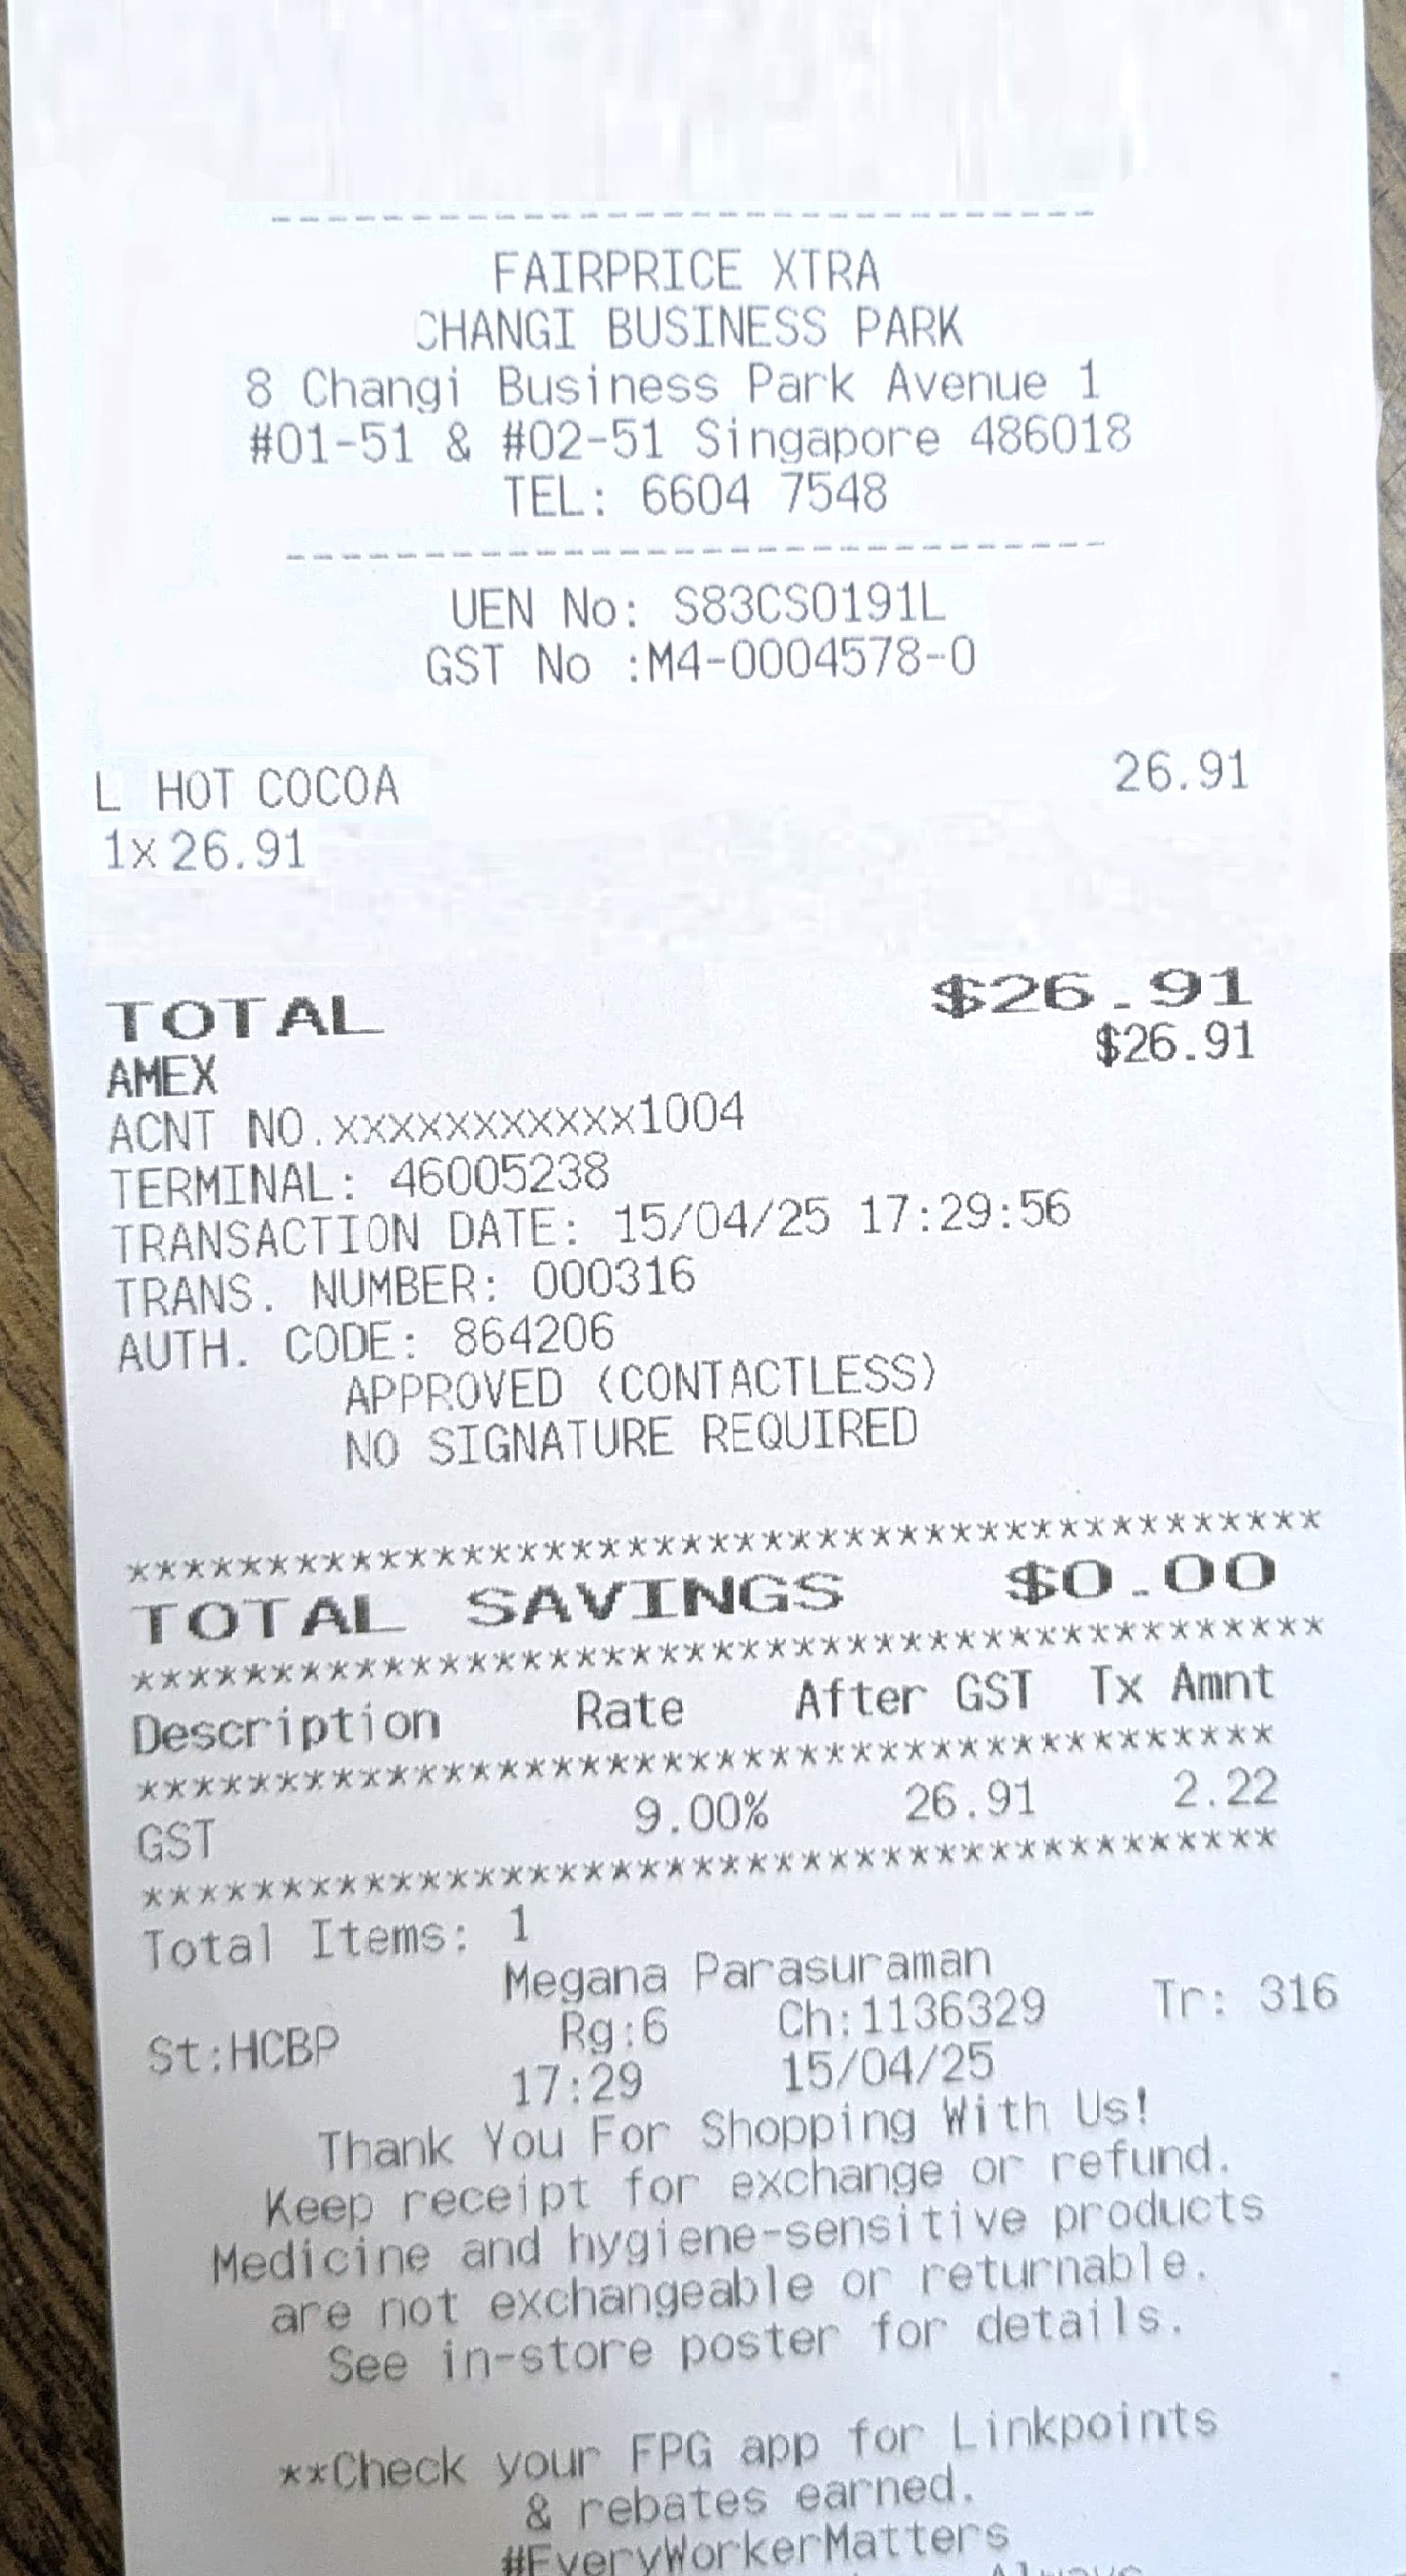 FAIRPRICE XTRA
CHANGI BUSINESS PARK
8 Changi Business Park Avenue 1
#01-51 & #02-51 Singapore 486018
TEL: 6604 7548
UEN No: S83CS0191L
GST No :M4-0004578-0
L HOT COCOA 26.91
1x 26.91
TOTAL $26.91
AMEX $26.91
ACNT NO.xxxxxxxxxxx1004
TERMINAL: 46005238
TRANSACTION DATE: 15/04/25 17:29:56
TRANS. NUMBER: 000316
AUTH. CODE: 864206
APPROVED (CONTACTLESS)
NO SIGNATURE REQUIRED
*******************************************
TOTAL SAVINGS $0.00
*******************************************
Description Rate After GST Tx Amnt
*****************************************
GST 9.00% 26.91 2.22
*****************************************
Total Items: 1
Megana Parasuraman
St:HCBP Rg:6 Ch:1136329 Tr: 316
17:29 15/04/25
Thank You For Shopping With Us!
Keep receipt for exchange or refund.
Medicine and hygiene-sensitive products
are not exchangeable or returnable.
See in-store poster for details.
**Check your FPG app for Linkpoints
& rebates earned.
#EveryWorkerMatters